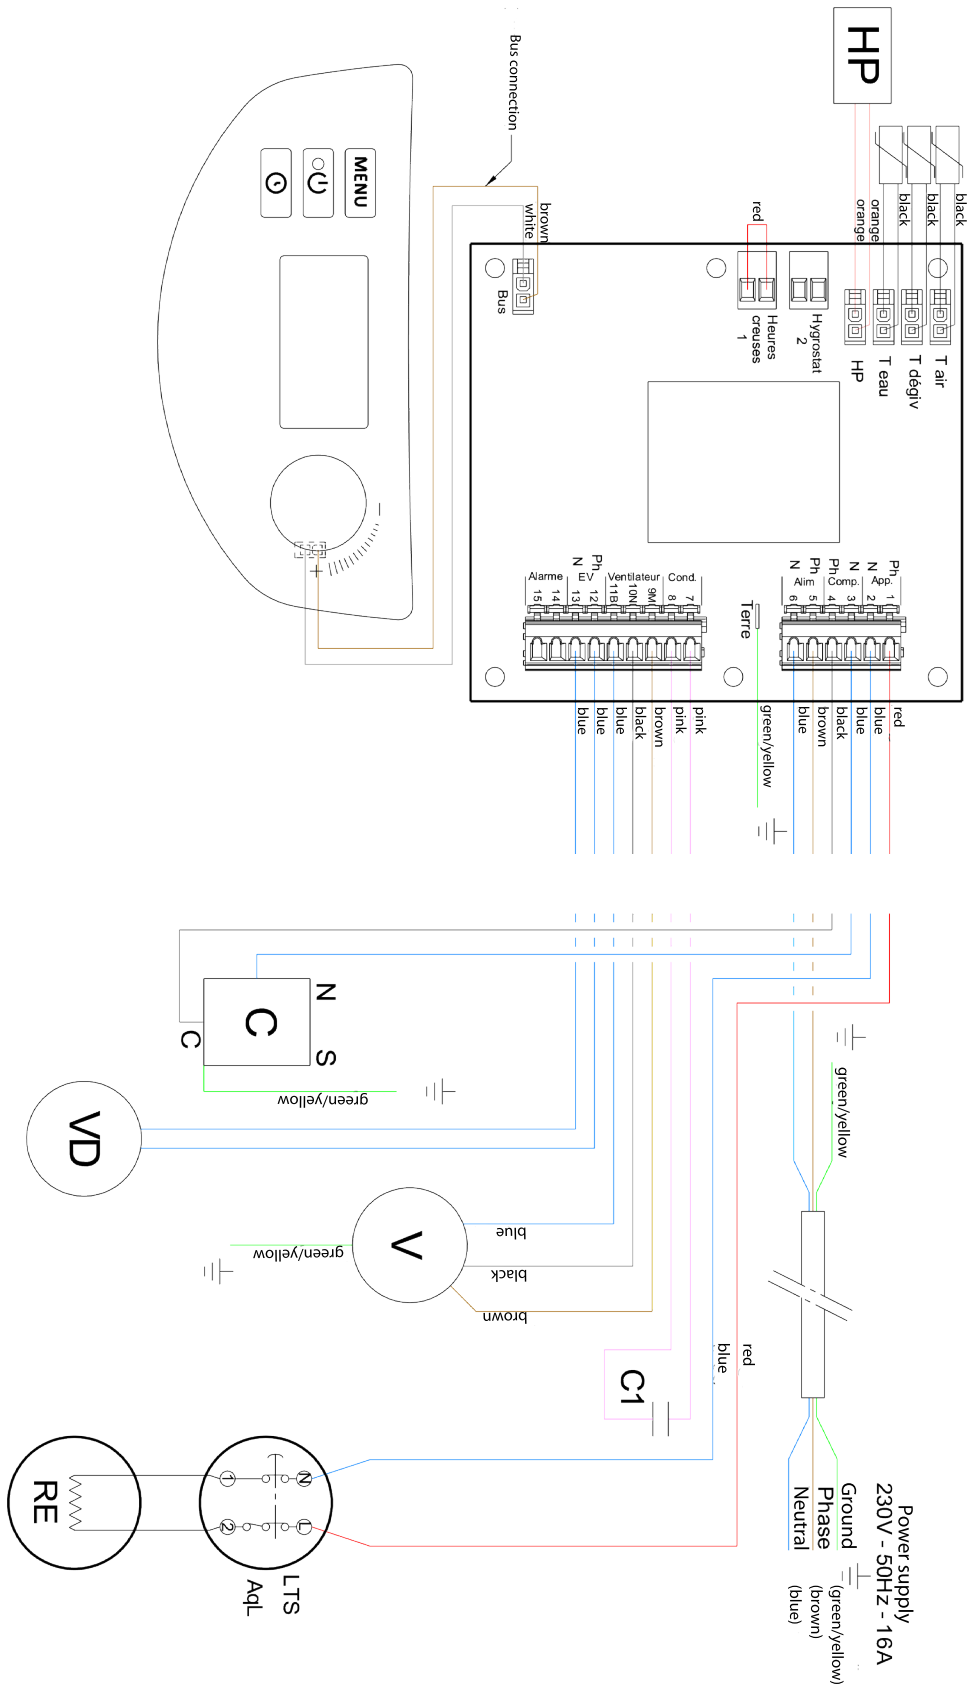 Bus connection
HP
black
black
black
orange
orange
red
brown
white
Bus
Heures
creuses
1
Hygrostat
2
HP
T eau
T dégiv
T air
MENU
−
+
Ph
N
Alarme
EV
Ventilateur
Cond.
15
14
13
12
11B
10N
9M
8
7
Terre
N
Ph
Ph
N
N
Ph
Alim
Comp.
App.
6
5
4
3
2
1
blue
blue
blue
black
brown
pink
pink
green/yellow
blue
brown
black
blue
blue
red
C
N
S
C
green/yellow
VD
V
blue
black
brown
green/yellow
C1
blue
red
green/yellow
RE
1
2
N
L
LTS
AqL
Power supply
230V - 50Hz - 16A
Ground
Phase
Neutral
(green/yellow)
(brown)
(blue)